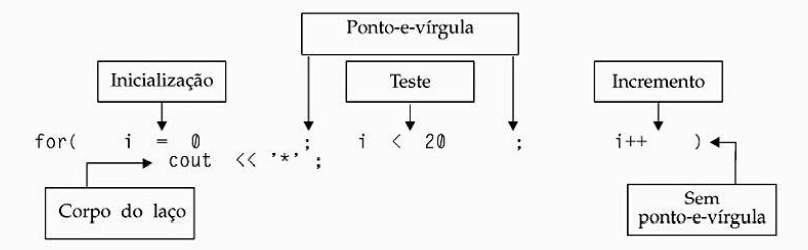 Ponto-e-vírgula
Inicialização
Teste
Incremento
for( i = 0 ; i < 20 ; i++ )
cout << '*' ;
Corpo do laço
Sem
ponto-e-vírgula